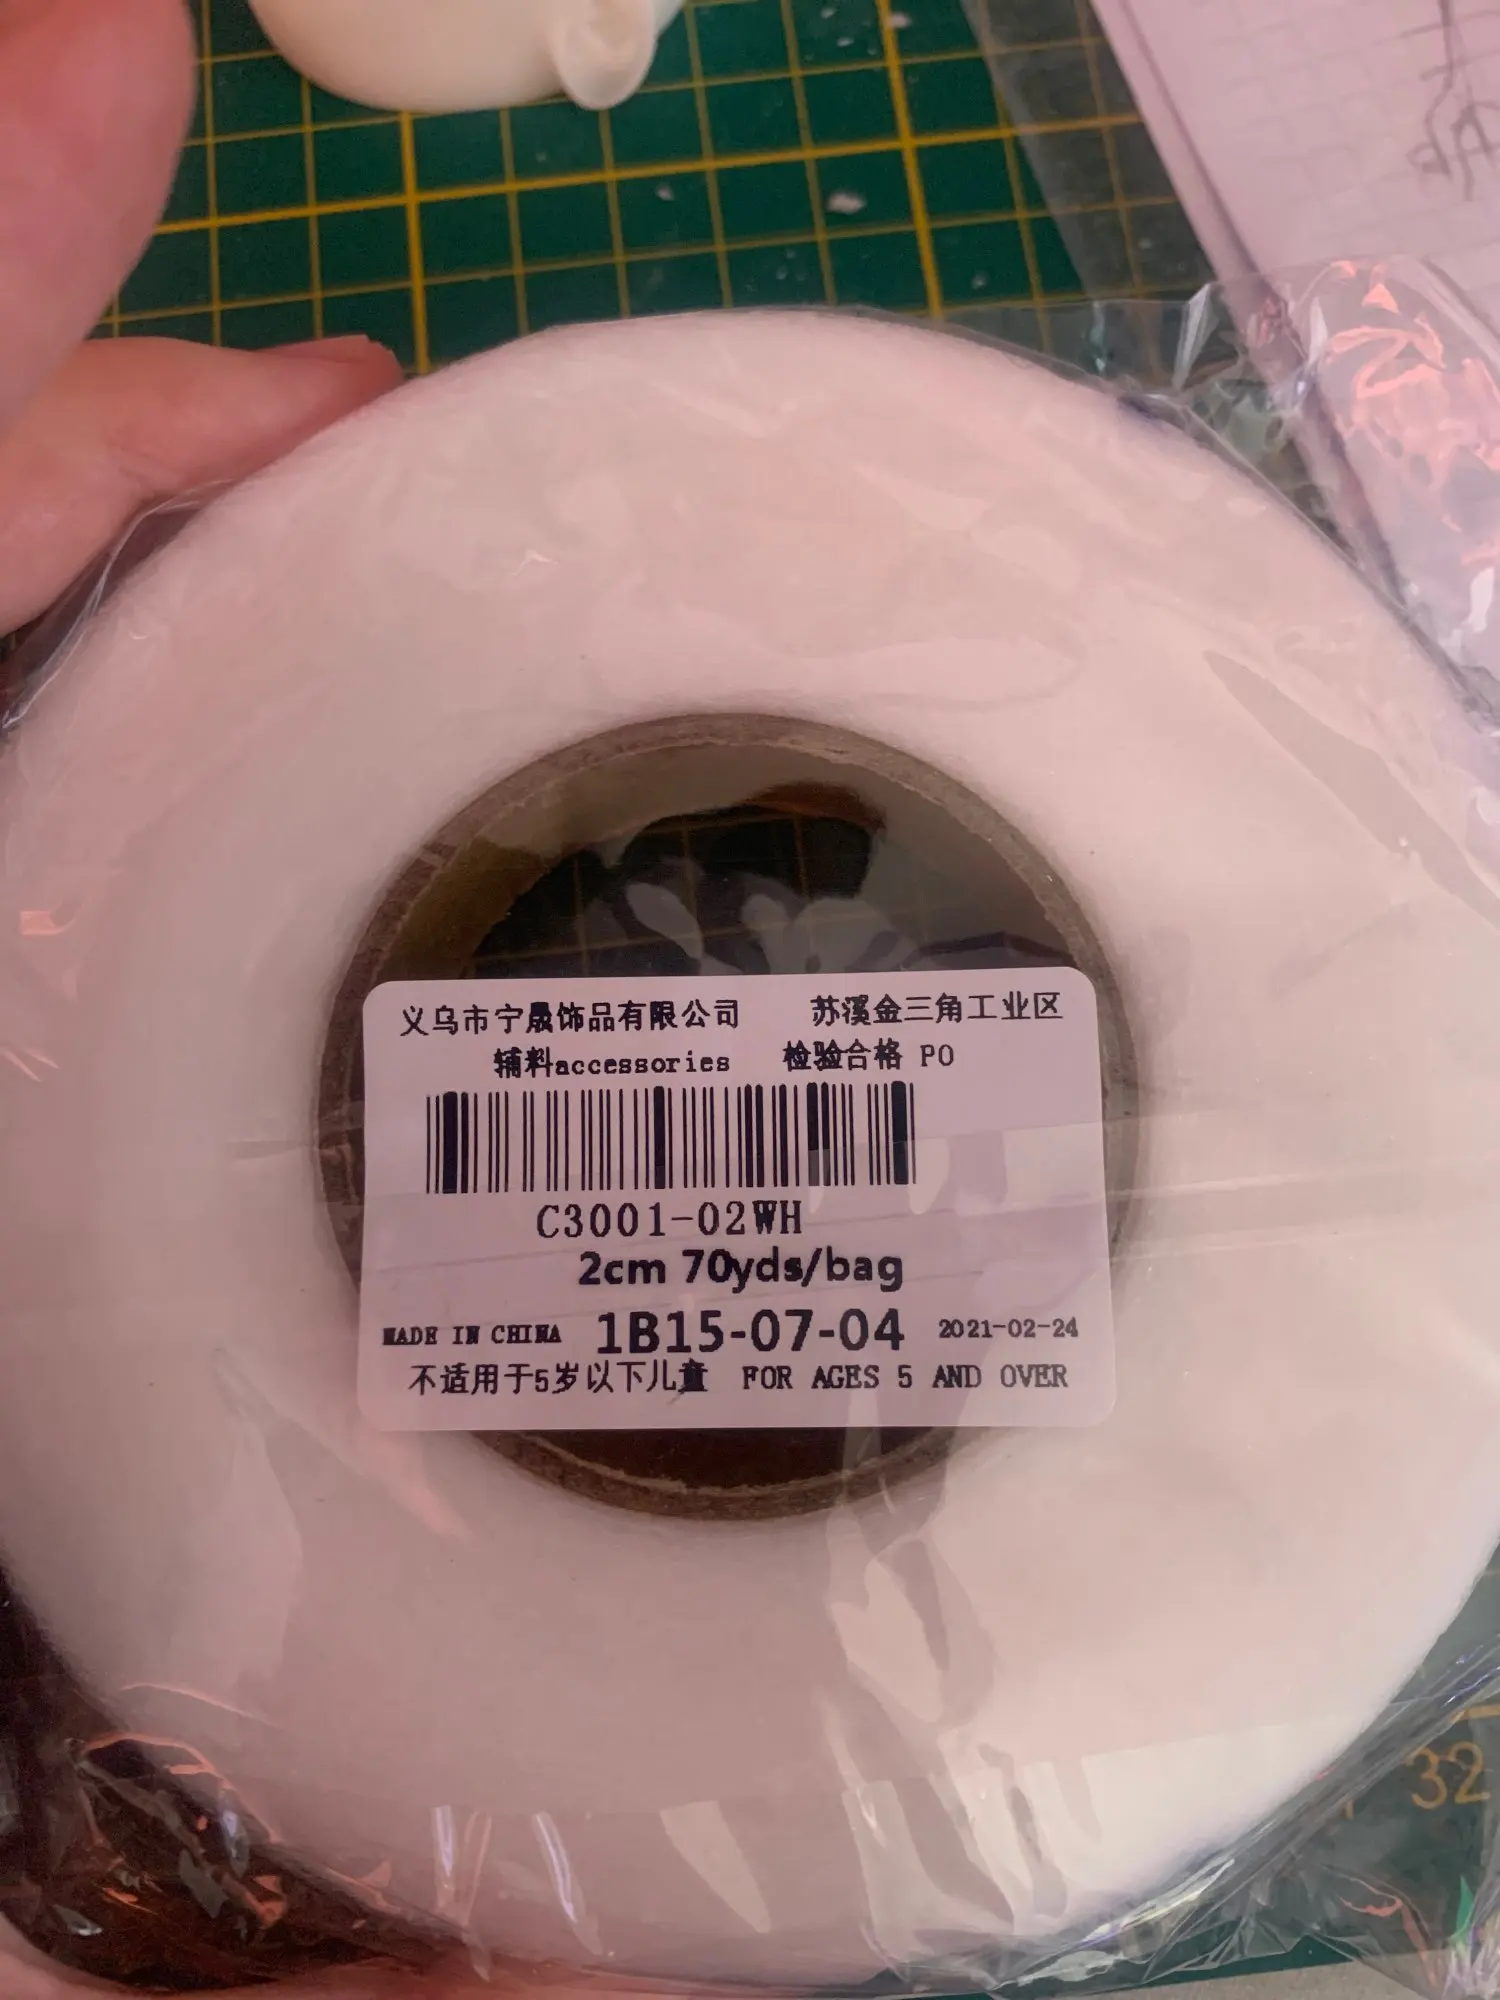 义乌市宁晟饰品有限公司 苏溪金三角工业区
辅料accessories 检验合格 PO
C3001-02WH
2cm 70yds/bag
MADE IN CHINA 1B15-07-04 2021-02-24
不适用于5岁以下儿童 FOR AGES 5 AND OVER
32